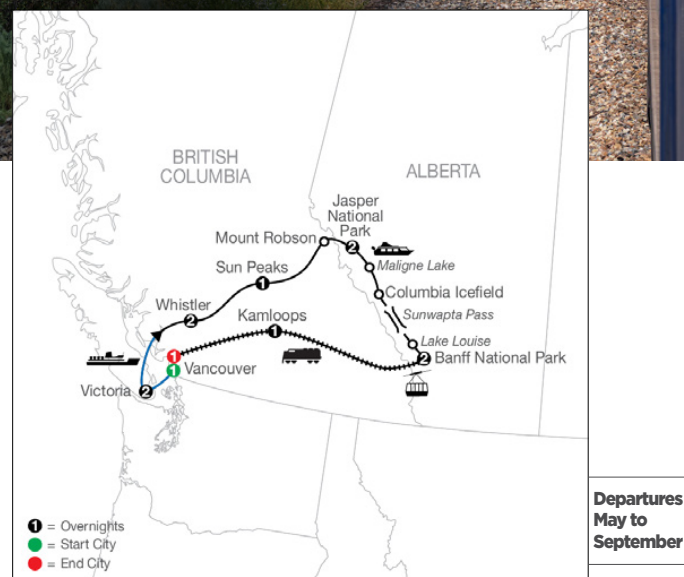 BRITISH
COLUMBIA
ALBERTA
Jasper
National
Park
2
Mount Robson
Maligne Lake
Sun Peaks
1
Columbia Icefield
Whistler
2
Kamloops
1
Sunwapta Pass
Lake Louise
1
2
Banff National Park
1
Vancouver
Victoria
2
1 = Overnights
= Start City
= End City
Departures
May to
September